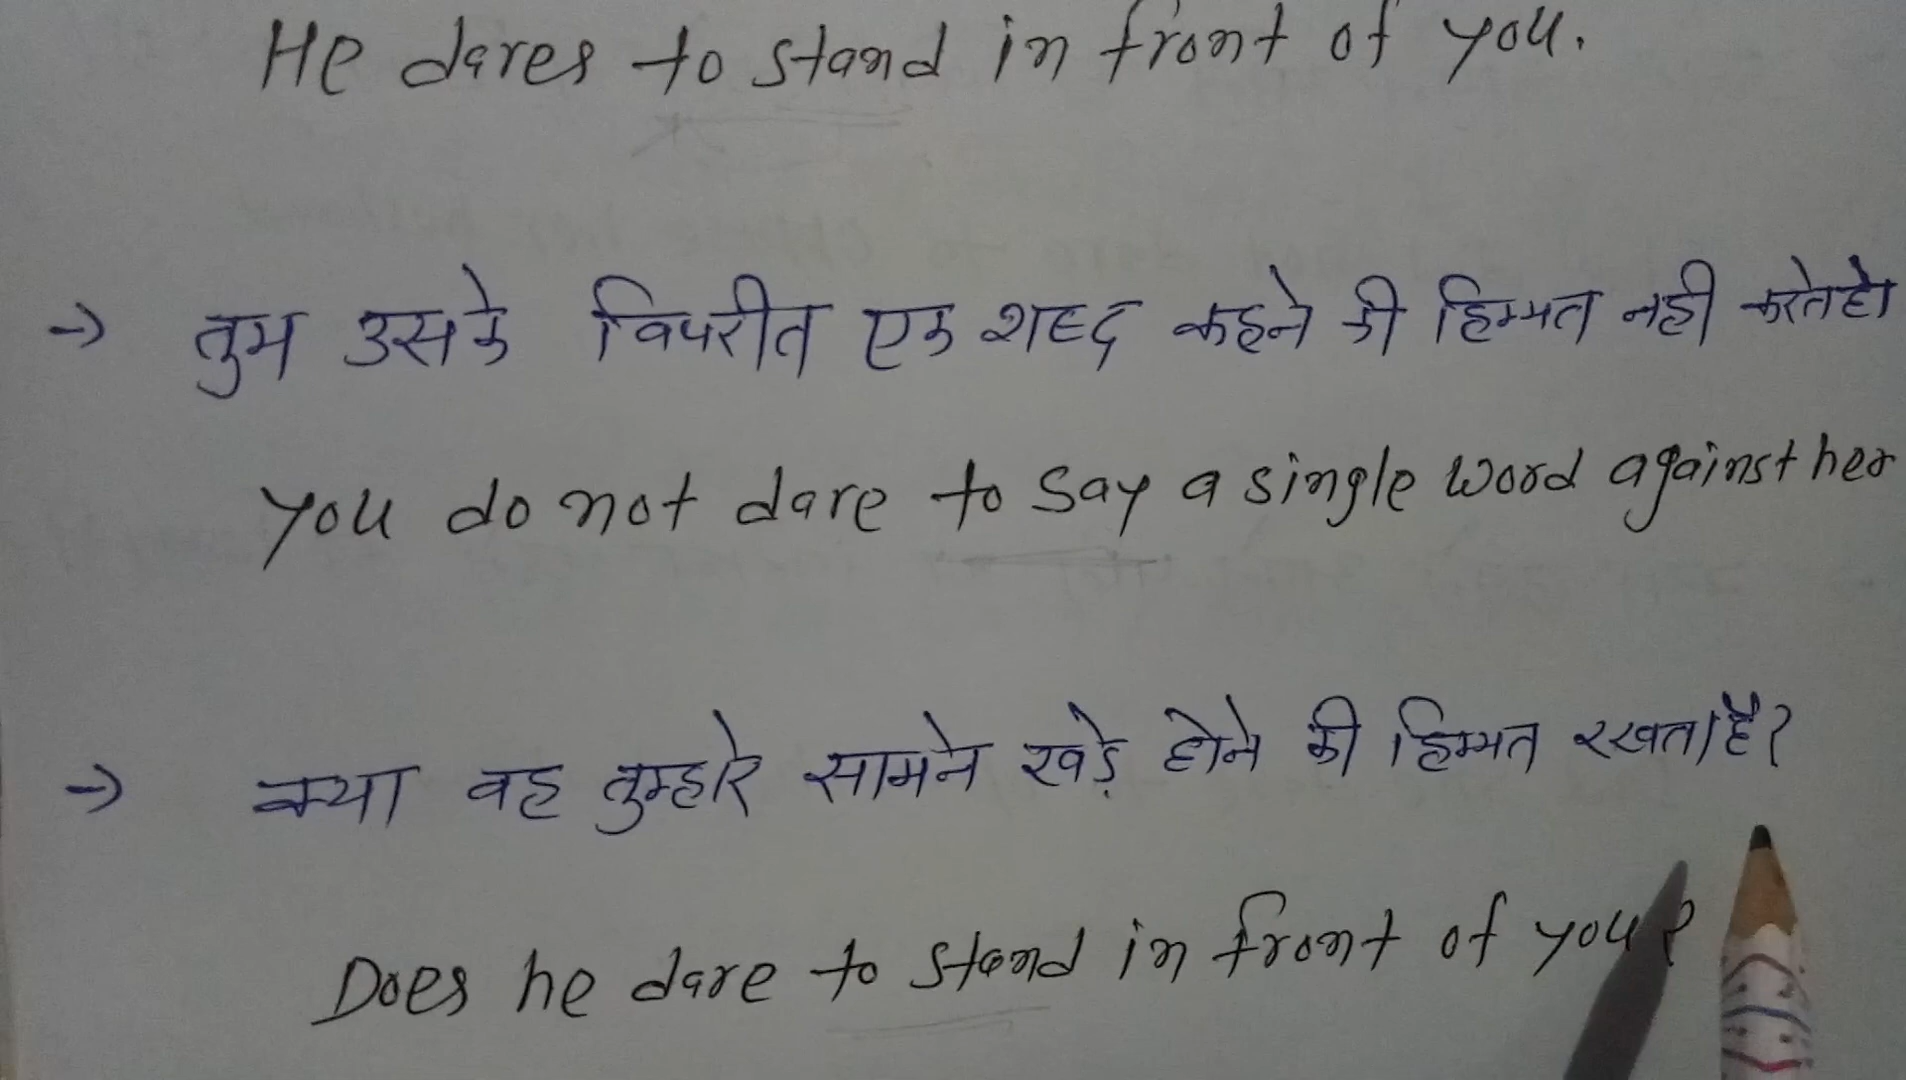 He dares to stand in front of you.
→ तुम उसके विपरीत एक शब्द कहने की हिम्मत नही करते हो
You do not dare to say a single word against her
→ क्या वह तुम्हारे सामने खड़े होने की हिम्मत रखता है?
Does he dare to stand in front of you?